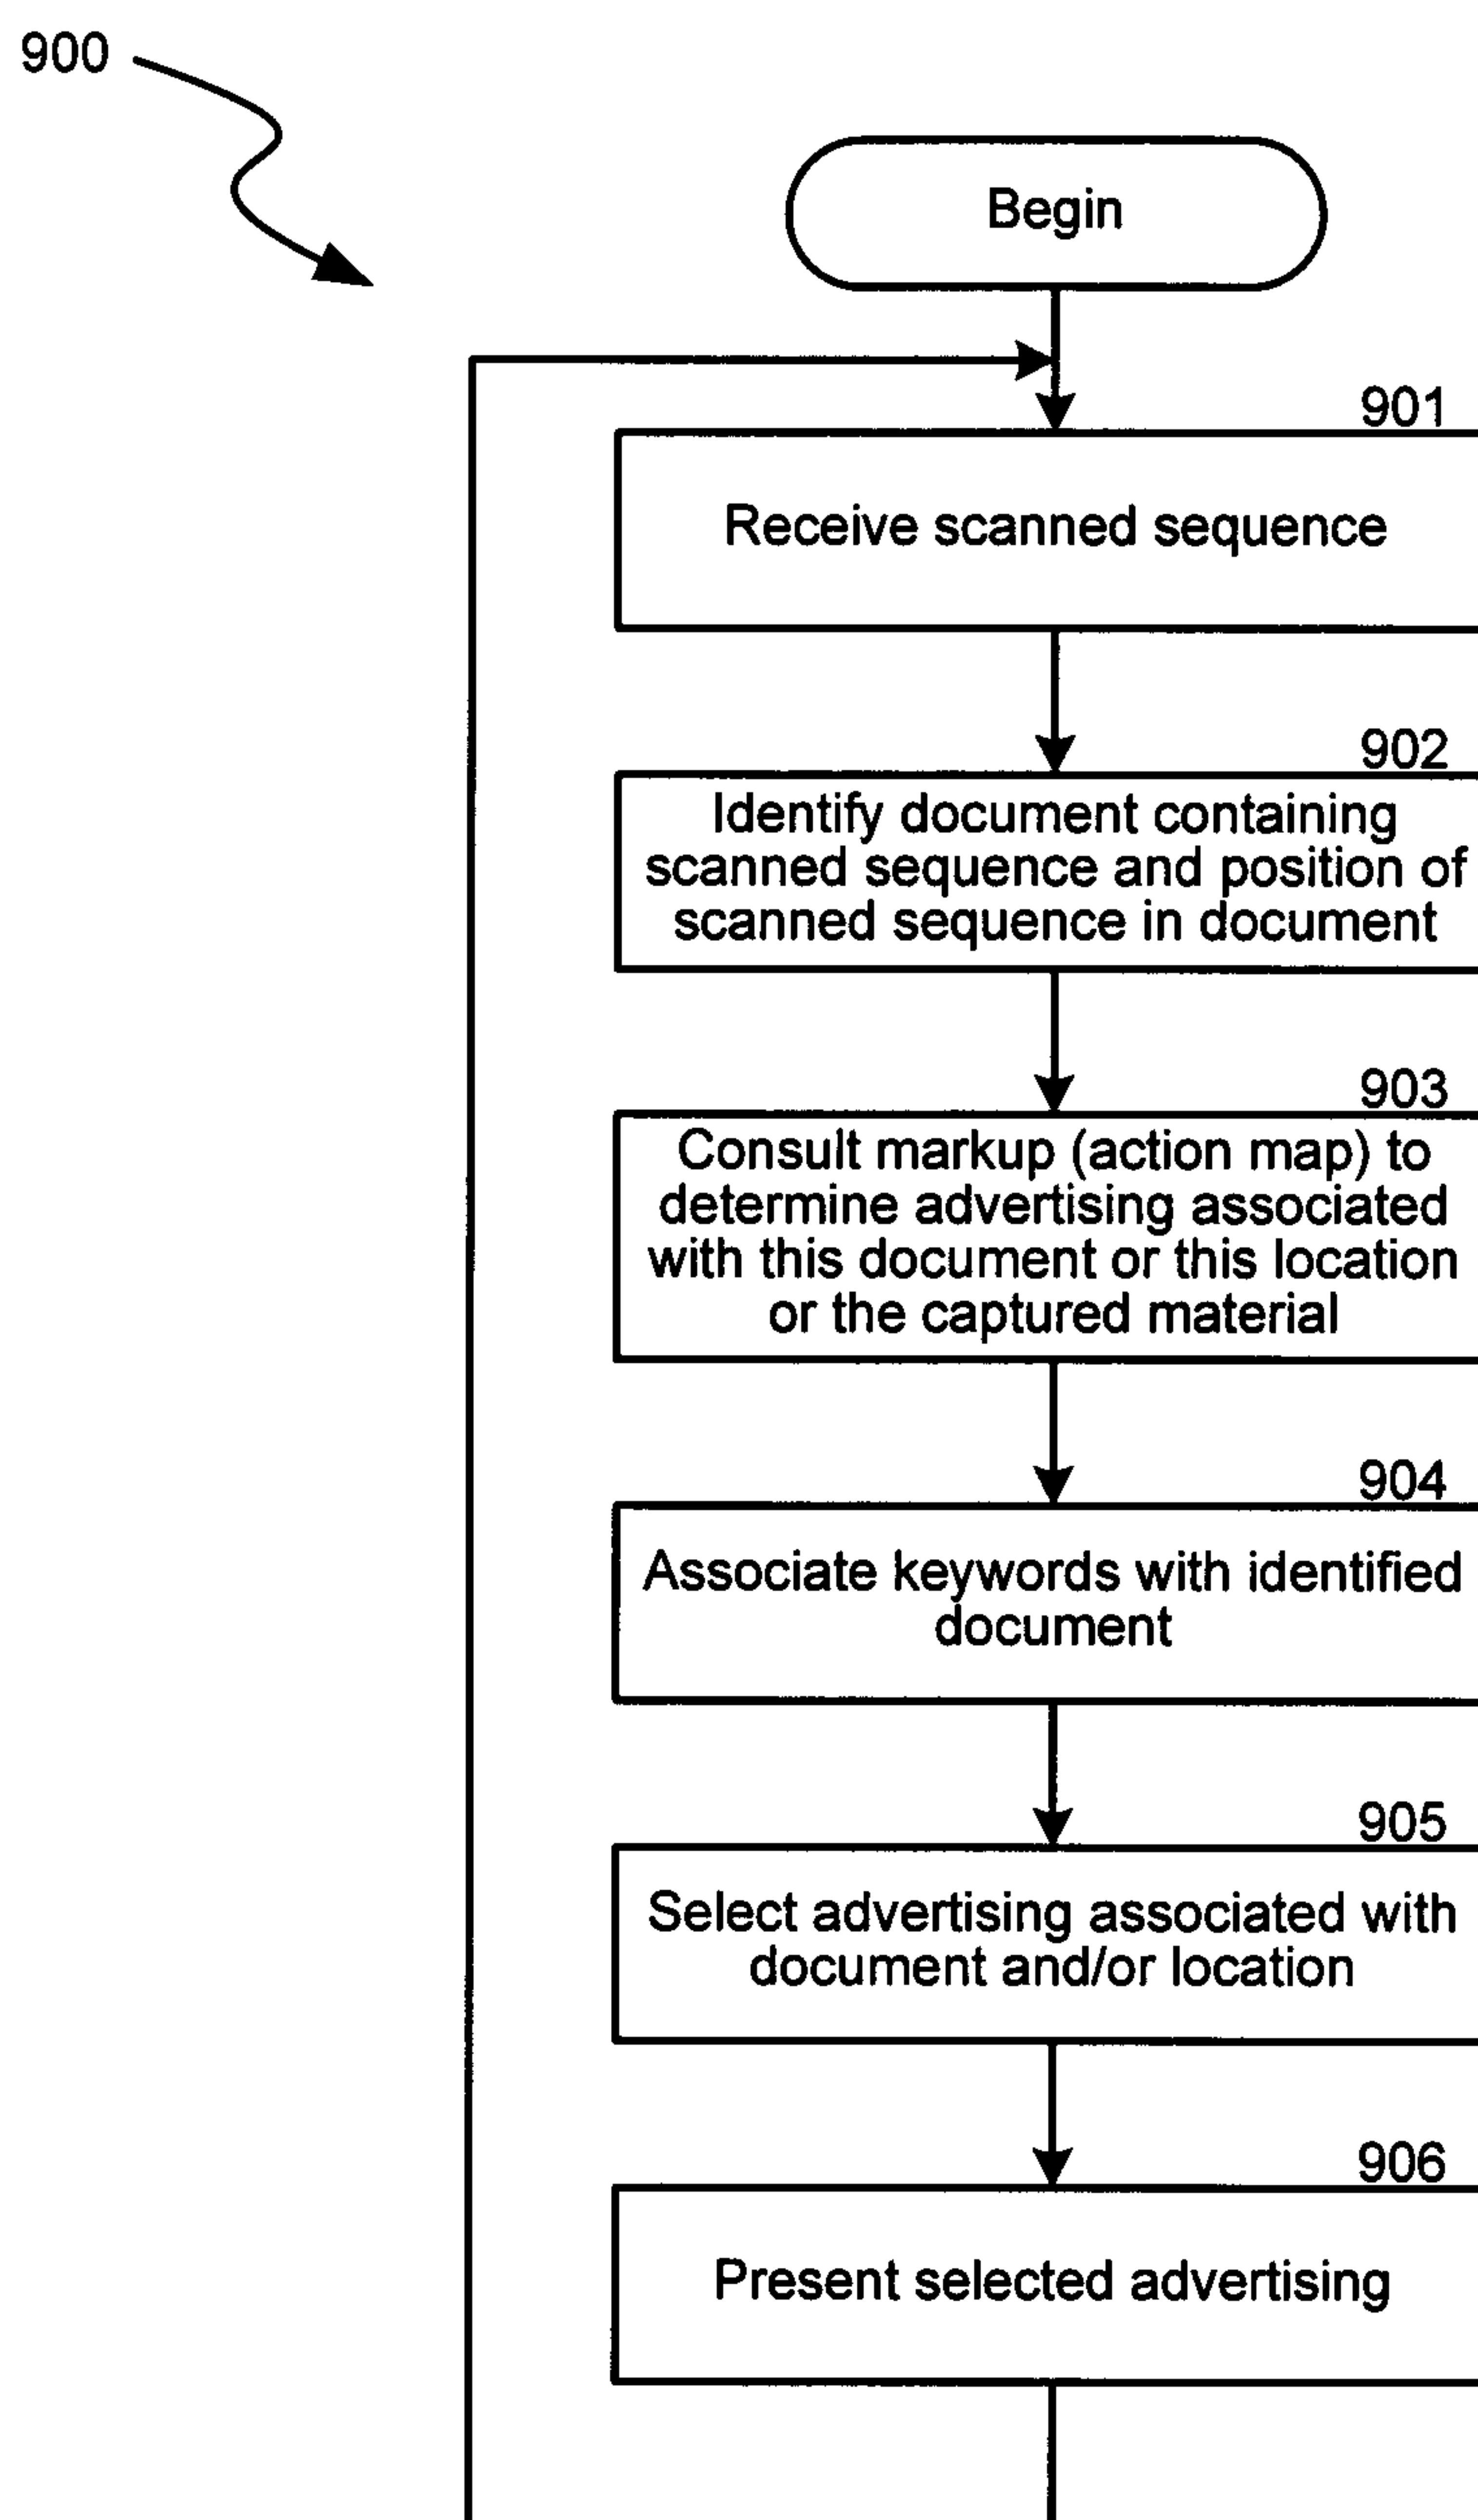 900
Begin
901
Receive scanned sequence
902
Identify document containing
scanned sequence and position of
scanned sequence in document
903
Consult markup (action map) to
determine advertising associated
with this document or this location
or the captured material
904
Associate keywords with identified
document
905
Select advertising associated with
document and/or location
906
Present selected advertising